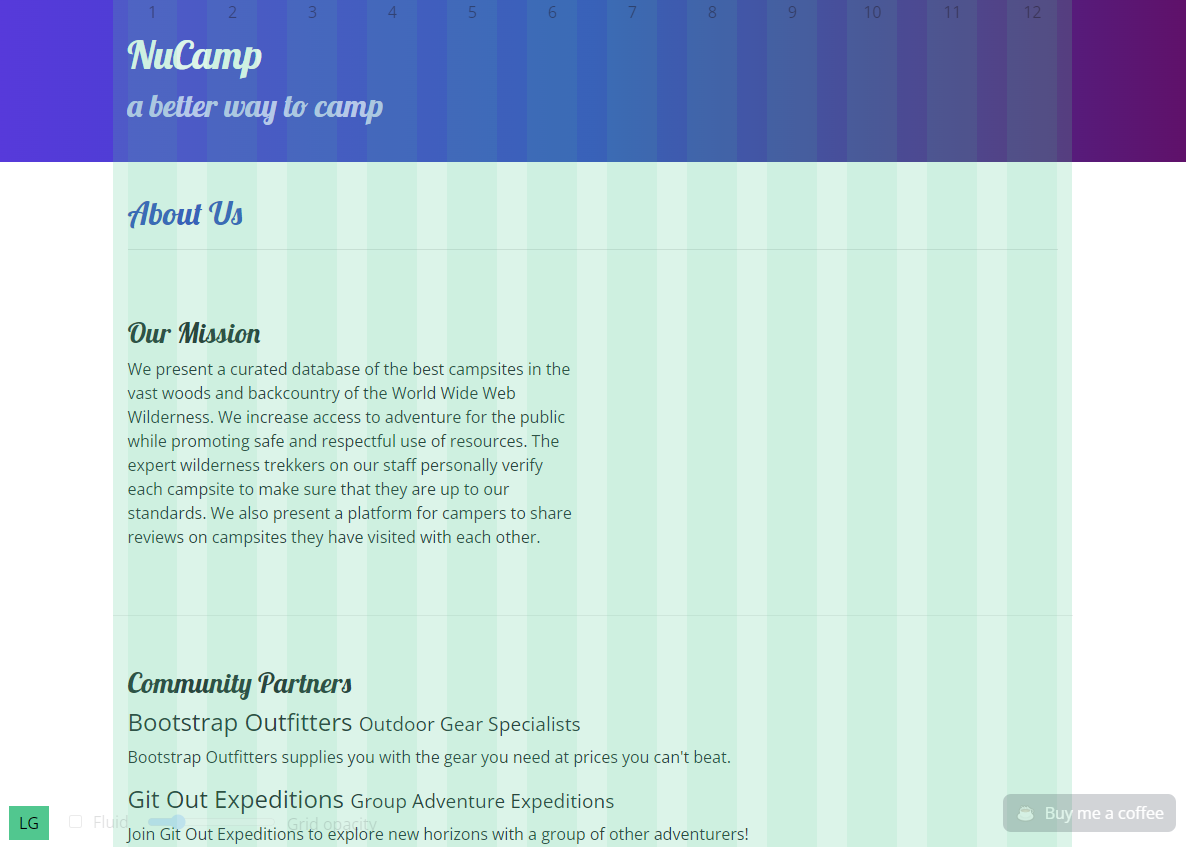 1 2 3 4 5 6 7 8 9 10 11 12
NuCamp
a better way to camp
About Us
Our Mission
We present a curated database of the best campsites in the
vast woods and backcountry of the World Wide Web
Wilderness. We increase access to adventure for the public
while promoting safe and respectful use of resources. The
expert wilderness trekkers on our staff personally verify
each campsite to make sure that they are up to our
standards. We also present a platform for campers to share
reviews on campsites they have visited with each other.
Community Partners
Bootstrap Outfitters Outdoor Gear Specialists
Bootstrap Outfitters supplies you with the gear you need at prices you can't beat.
Git Out Expeditions Group Adventure Expeditions
Join Git Out Expeditions to explore new horizons with a group of other adventurers!
LG Fluid Grid opacity
Buy me a coffee